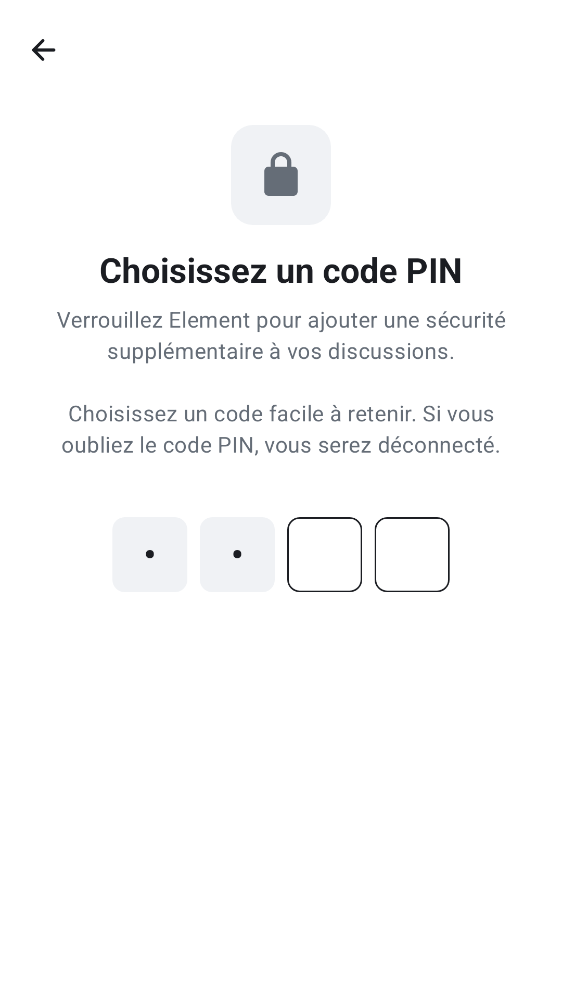 Choisissez un code PIN
Verrouillez Element pour ajouter une sécurité
supplémentaire à vos discussions.
Choisissez un code facile à retenir. Si vous
oubliez le code PIN, vous serez déconnecté.